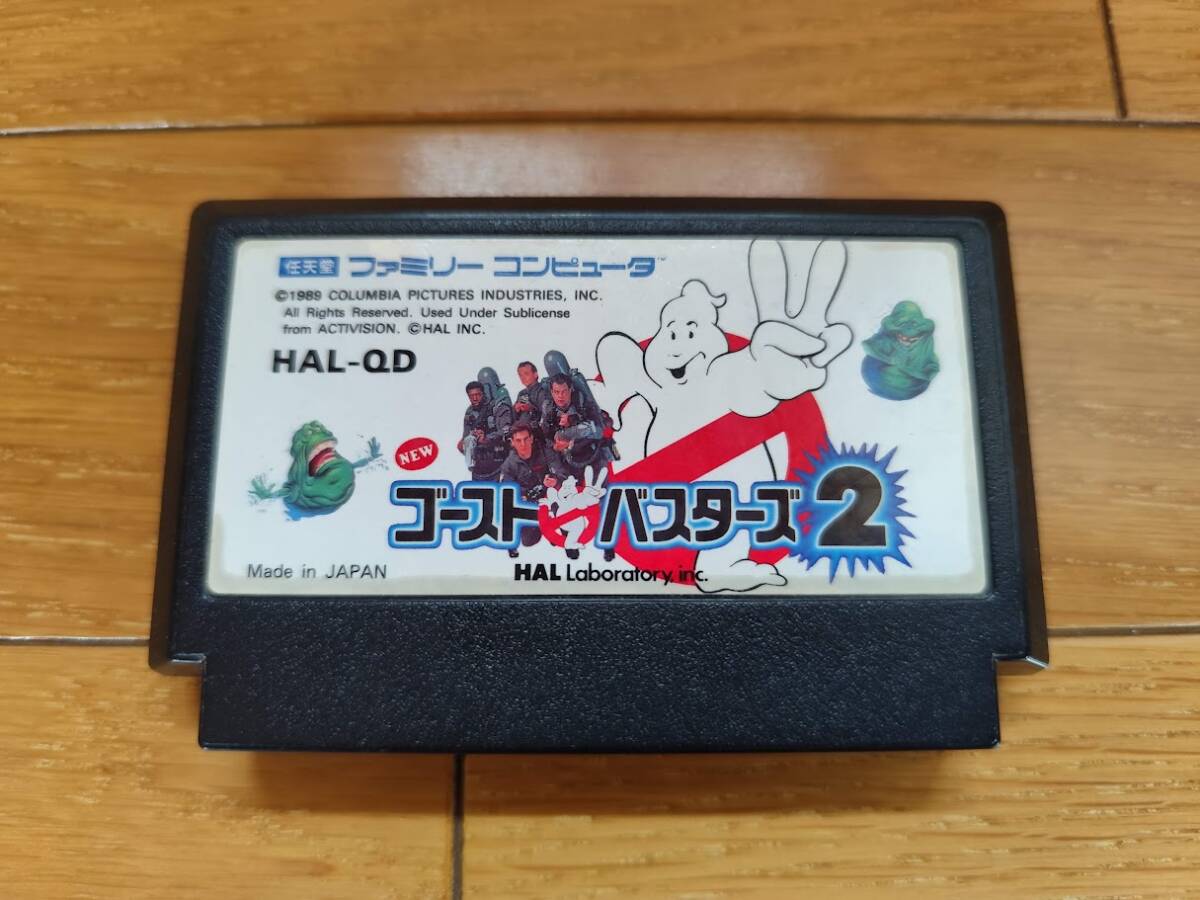 任天堂 ファミリー コンピュータ™
©1989 COLUMBIA PICTURES INDUSTRIES, INC.
All Rights Reserved. Used Under Sublicense
from ACTIVISION. ©HAL INC.
HAL-QD
NEW
ゴーストバスターズ2
Made in JAPAN
HAL Laboratory, inc.